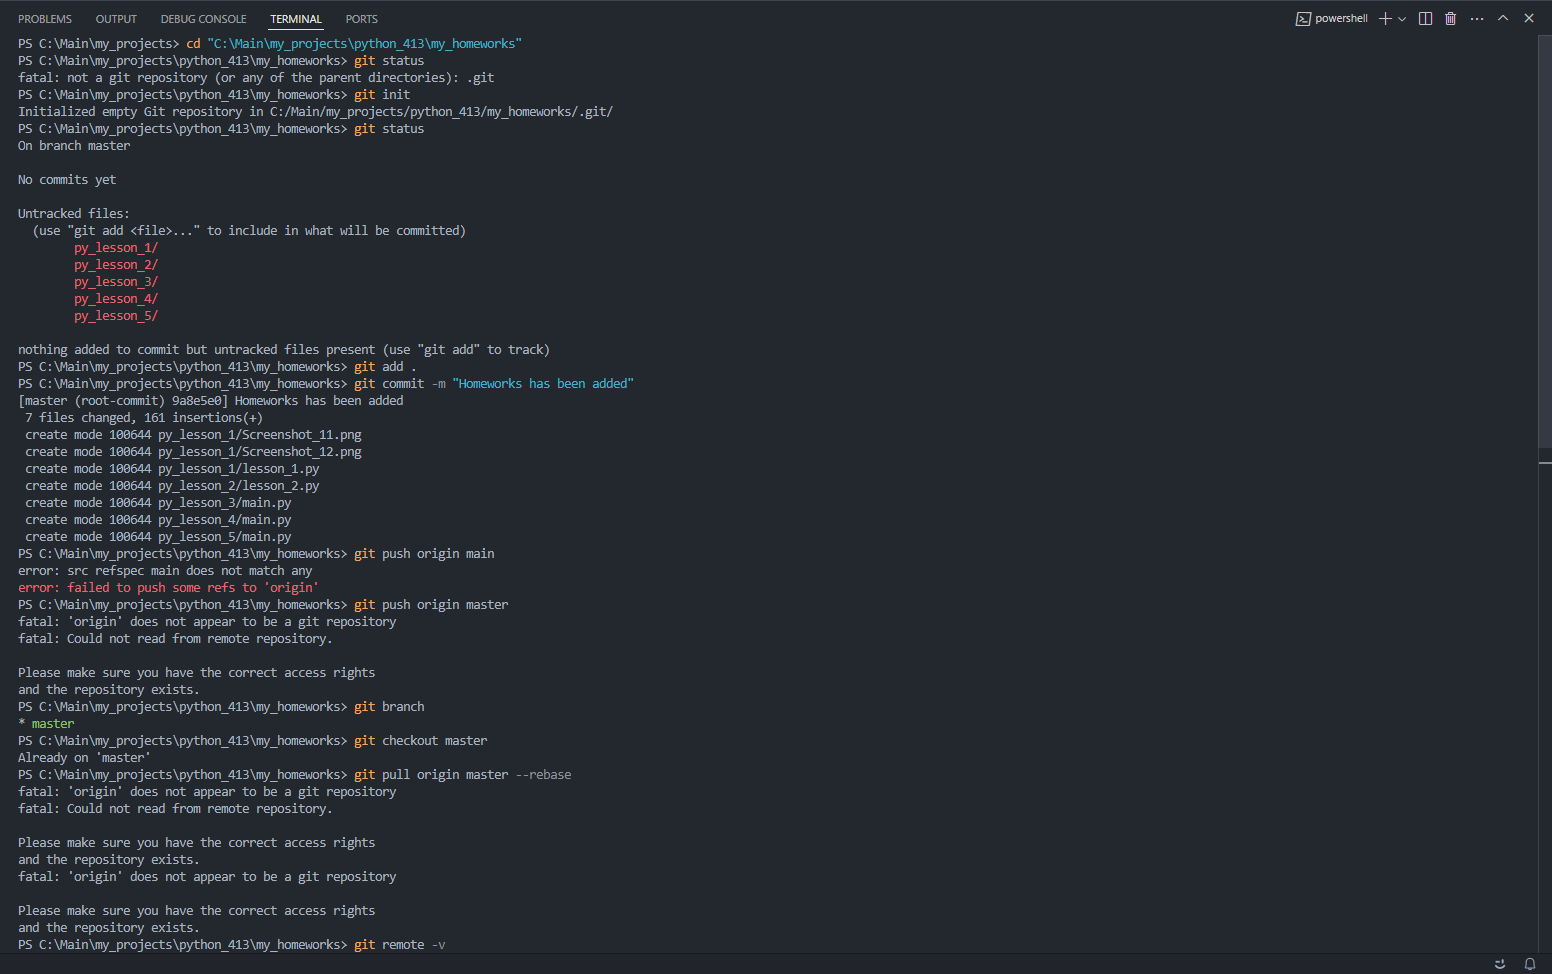 PROBLEMS OUTPUT DEBUG CONSOLE TERMINAL PORTS powershell
PS C:\Main\my_projects> cd "C:\Main\my_projects\python_413\my_homeworks"
PS C:\Main\my_projects\python_413\my_homeworks> git status
fatal: not a git repository (or any of the parent directories): .git
PS C:\Main\my_projects\python_413\my_homeworks> git init
Initialized empty Git repository in C:/Main/my_projects/python_413/my_homeworks/.git/
PS C:\Main\my_projects\python_413\my_homeworks> git status
On branch master

No commits yet

Untracked files:
  (use "git add <file>..." to include in what will be committed)
        py_lesson_1/
        py_lesson_2/
        py_lesson_3/
        py_lesson_4/
        py_lesson_5/

nothing added to commit but untracked files present (use "git add" to track)
PS C:\Main\my_projects\python_413\my_homeworks> git add .
PS C:\Main\my_projects\python_413\my_homeworks> git commit -m "Homeworks has been added"
[master (root-commit) 9a8e5e0] Homeworks has been added
 7 files changed, 161 insertions(+)
 create mode 100644 py_lesson_1/Screenshot_11.png
 create mode 100644 py_lesson_1/Screenshot_12.png
 create mode 100644 py_lesson_1/lesson_1.py
 create mode 100644 py_lesson_2/lesson_2.py
 create mode 100644 py_lesson_3/main.py
 create mode 100644 py_lesson_4/main.py
 create mode 100644 py_lesson_5/main.py
PS C:\Main\my_projects\python_413\my_homeworks> git push origin main
error: src refspec main does not match any
error: failed to push some refs to 'origin'
PS C:\Main\my_projects\python_413\my_homeworks> git push origin master
fatal: 'origin' does not appear to be a git repository
fatal: Could not read from remote repository.

Please make sure you have the correct access rights
and the repository exists.
PS C:\Main\my_projects\python_413\my_homeworks> git branch
* master
PS C:\Main\my_projects\python_413\my_homeworks> git checkout master
Already on 'master'
PS C:\Main\my_projects\python_413\my_homeworks> git pull origin master --rebase
fatal: 'origin' does not appear to be a git repository
fatal: Could not read from remote repository.

Please make sure you have the correct access rights
and the repository exists.
fatal: 'origin' does not appear to be a git repository

Please make sure you have the correct access rights
and the repository exists.
PS C:\Main\my_projects\python_413\my_homeworks> git remote -v